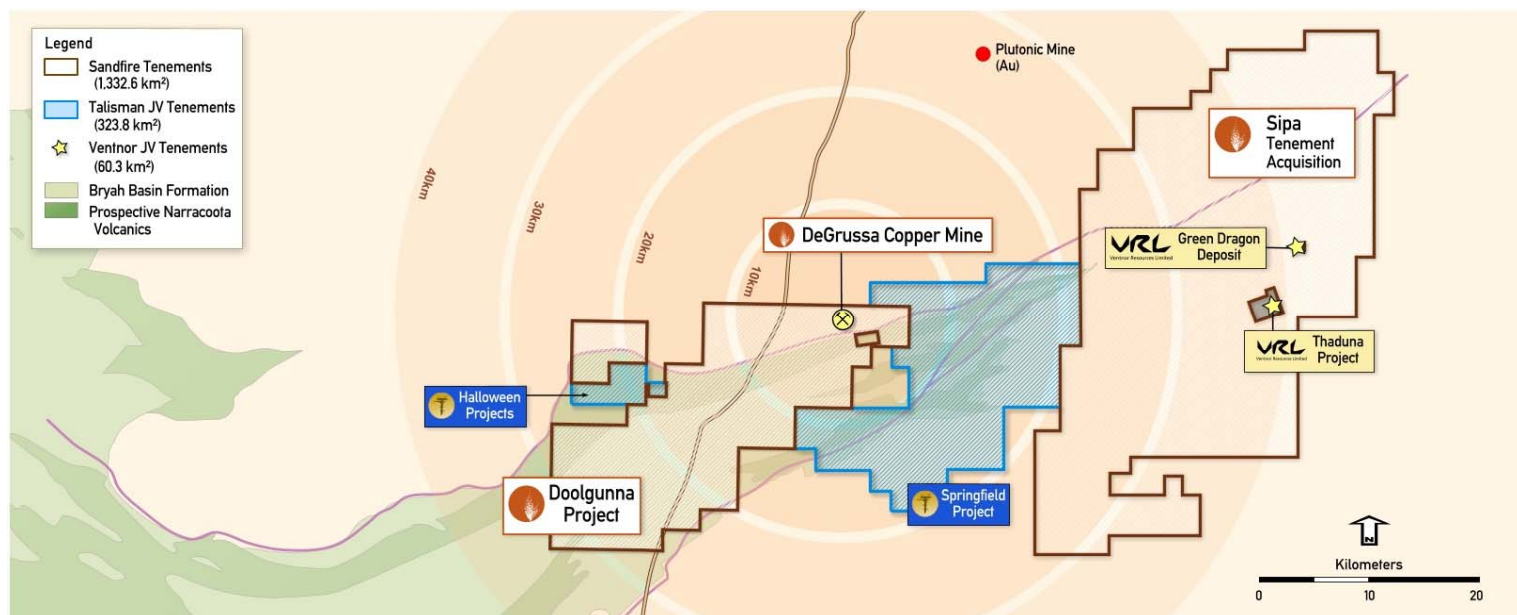 Legend
Sandfire Tenements
(1,332.6 km²)
Talisman JV Tenements
(323.8 km²)
Ventnor JV Tenements
(60.3 km²)
Bryah Basin Formation
Prospective Narracoota
Volcanics
Plutonic Mine
(Au)
Sipa
Tenement
Acquisition
40km
30km
20km
10km
DeGrussa Copper Mine
VRL
Ventnor Resources Limited
Green Dragon
Deposit
VRL
Ventnor Resources Limited
Thaduna
Project
Halloween
Projects
Doolgunna
Project
Springfield
Project
N
Kilometers
0 10 20